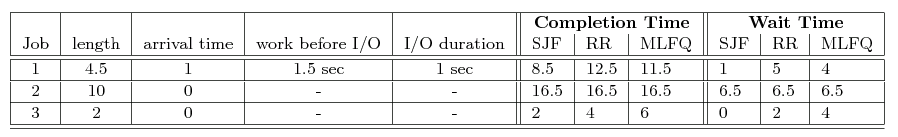 Completion Time Wait Time
Job length arrival time work before I/O I/O duration SJF RR MLFQ SJF RR MLFQ
1 4.5 1 1.5 sec 1 sec 8.5 12.5 11.5 1 5 4
2 10 0 - - 16.5 16.5 16.5 6.5 6.5 6.5
3 2 0 - - 2 4 6 0 2 4